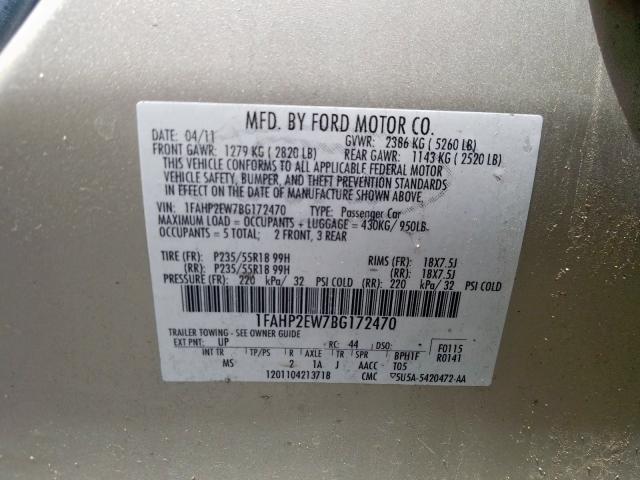 MFD. BY FORD MOTOR CO.
DATE: 04/11 GVWR: 2386 KG ( 5260 LB)
FRONT GAWR: 1279 KG ( 2820 LB) REAR GAWR: 1143 KG ( 2520 LB)
THIS VEHICLE CONFORMS TO ALL APPLICABLE FEDERAL MOTOR
VEHICLE SAFETY, BUMPER, AND THEFT PREVENTION STANDARDS
IN EFFECT ON THE DATE OF MANUFACTURE SHOWN ABOVE.
VIN: 1FAHP2EW7BG172470 TYPE: Passenger Car
MAXIMUM LOAD = OCCUPANTS + LUGGAGE = 430KG/ 950LB
OCCUPANTS = 5 TOTAL; 2 FRONT, 3 REAR
TIRE (FR): P235/55R18 99H RIMS (FR): 18X7.5J
(RR): P235/55R18 99H (RR): 18X7.5J
PRESSURE (FR): 220 kPa/ 32 PSI COLD (RR): 220 kPa/ 32 PSI COLD
1FAHP2EW7BG172470
TRAILER TOWING - SEE OWNER GUIDE
EXT PNT: UP RC: 44 DSO: F0115
INT TR TP/PS R AXLE TR SPR BPH1F R0141
MS 2 1A J AACC T05
1201104213718 CMC 5U5A-5420472-AA